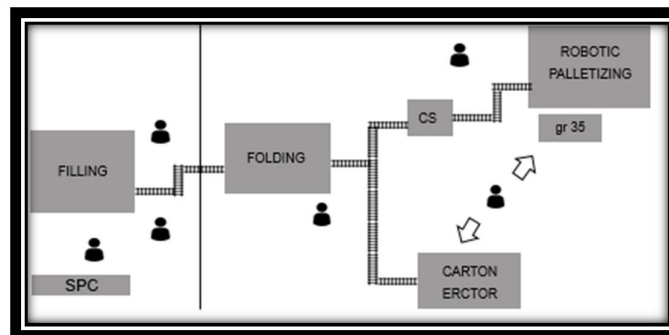 ROBOTIC
PALLETIZING
CS
gr 35
FILLING
FOLDING
SPC
CARTON
ERCTOR